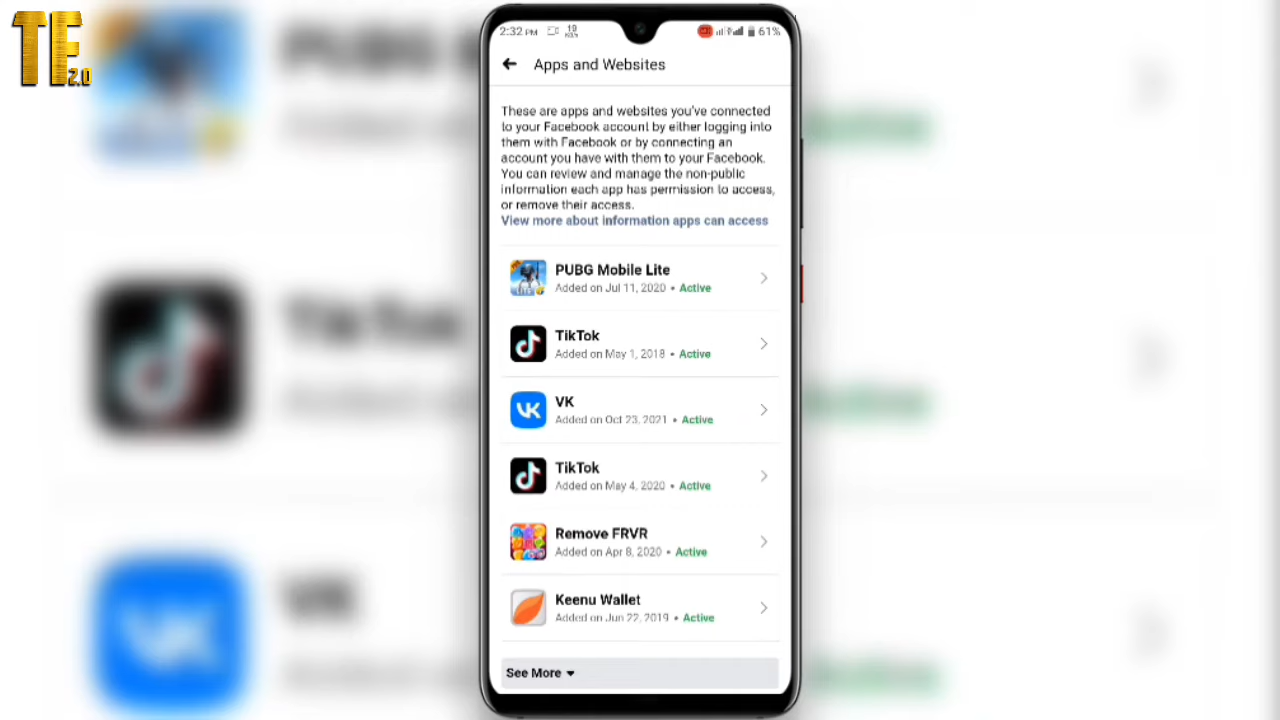 TE 2.0
2:32 PM 19 KB/s 61%
Apps and Websites
These are apps and websites you've connected
to your Facebook account by either logging into
them with Facebook or by connecting an
account you have with them to your Facebook.
You can review and manage the non-public
information each app has permission to access,
or remove their access.
View more about information apps can access
PUBG Mobile Lite
Added on Jul 11, 2020 • Active
TikTok
Added on May 1, 2018 • Active
VK
Added on Oct 23, 2021 • Active
TikTok
Added on May 4, 2020 • Active
Remove FRVR
Added on Apr 8, 2020 • Active
Keenu Wallet
Added on Jun 22, 2019 • Active
See More